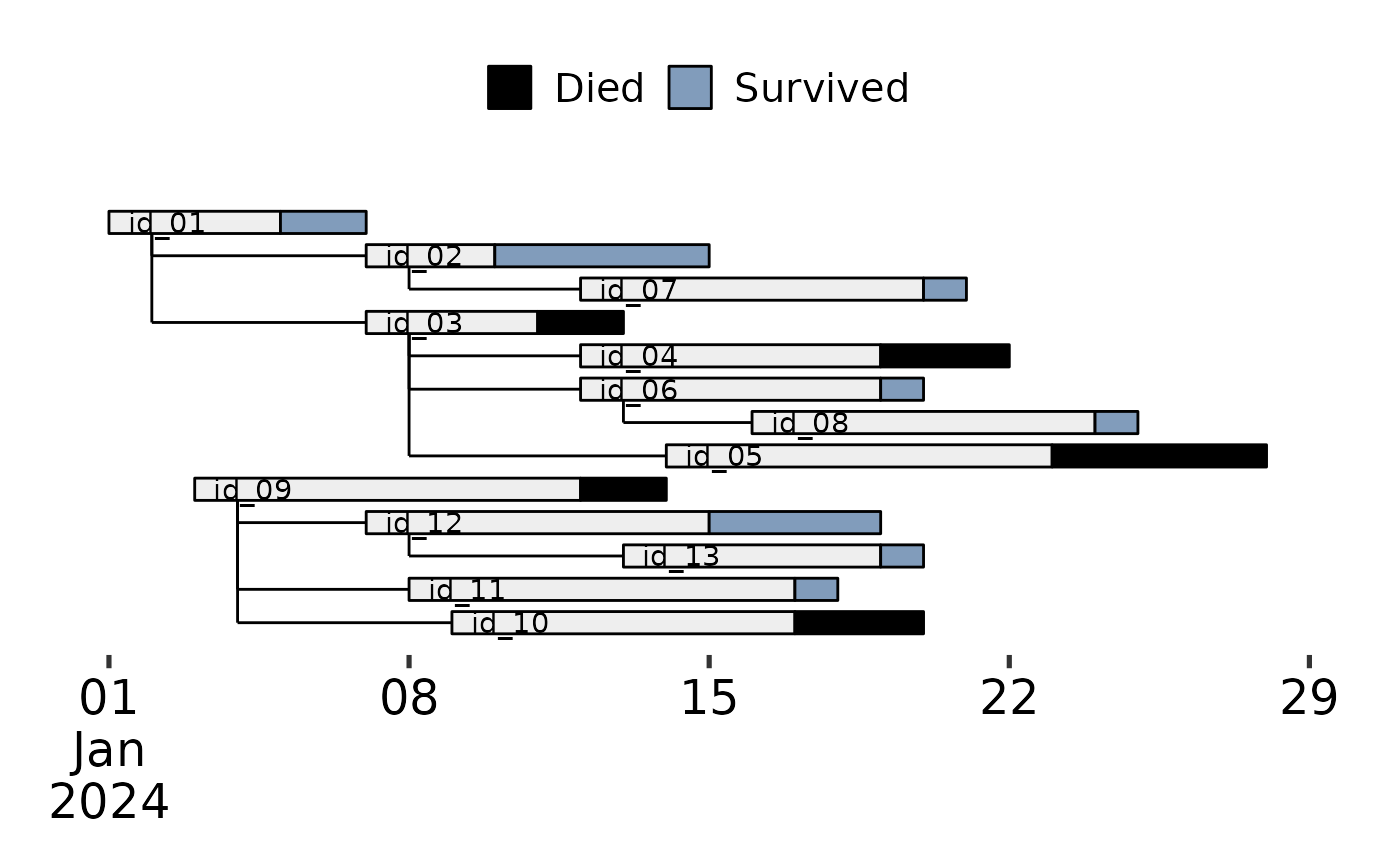 Died Survived
id_01
id_02
id_07
id_03
id_04
id_06
id_08
id_05
id_09
id_12
id_13
id_11
id_10
01 08 15 22 29
Jan
2024